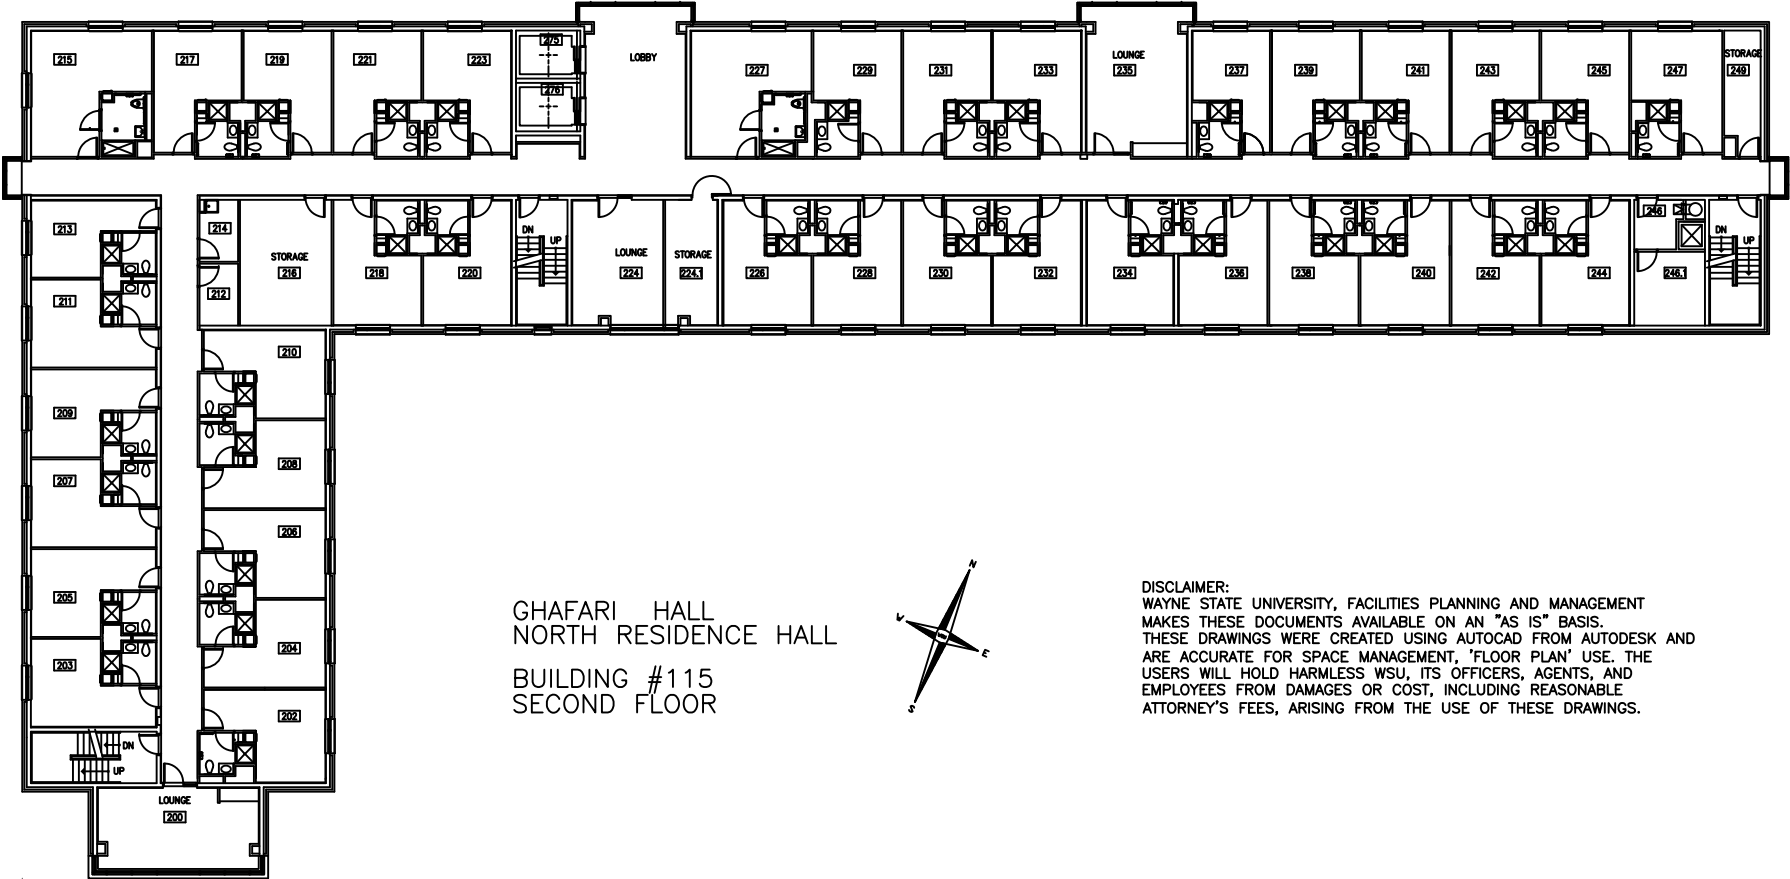 275
LOBBY
215
217
219
221
223
276
227
229
231
233
LOUNGE
235
237
239
241
243
245
247
STORAGE
249
213
214
STORAGE
216
212
218
220
DN
UP
LOUNGE
224
STORAGE
224.1
226
228
230
232
234
236
238
240
242
244
246
246.1
DN
UP
211
210
209
208
207
206
205
204
203
202
DN
UP
LOUNGE
200
GHAFARI HALL
NORTH RESIDENCE HALL
BUILDING #115
SECOND FLOOR
N
W
E
S
DISCLAIMER:
WAYNE STATE UNIVERSITY, FACILITIES PLANNING AND MANAGEMENT
MAKES THESE DOCUMENTS AVAILABLE ON AN "AS IS" BASIS.
THESE DRAWINGS WERE CREATED USING AUTOCAD FROM AUTODESK AND
ARE ACCURATE FOR SPACE MANAGEMENT, 'FLOOR PLAN' USE. THE
USERS WILL HOLD HARMLESS WSU, ITS OFFICERS, AGENTS, AND
EMPLOYEES FROM DAMAGES OR COST, INCLUDING REASONABLE
ATTORNEY'S FEES, ARISING FROM THE USE OF THESE DRAWINGS.